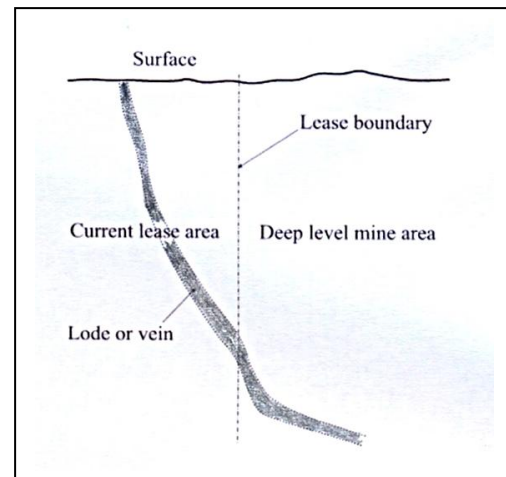 Surface
Lease boundary
Current lease area
Deep level mine area
Lode or vein